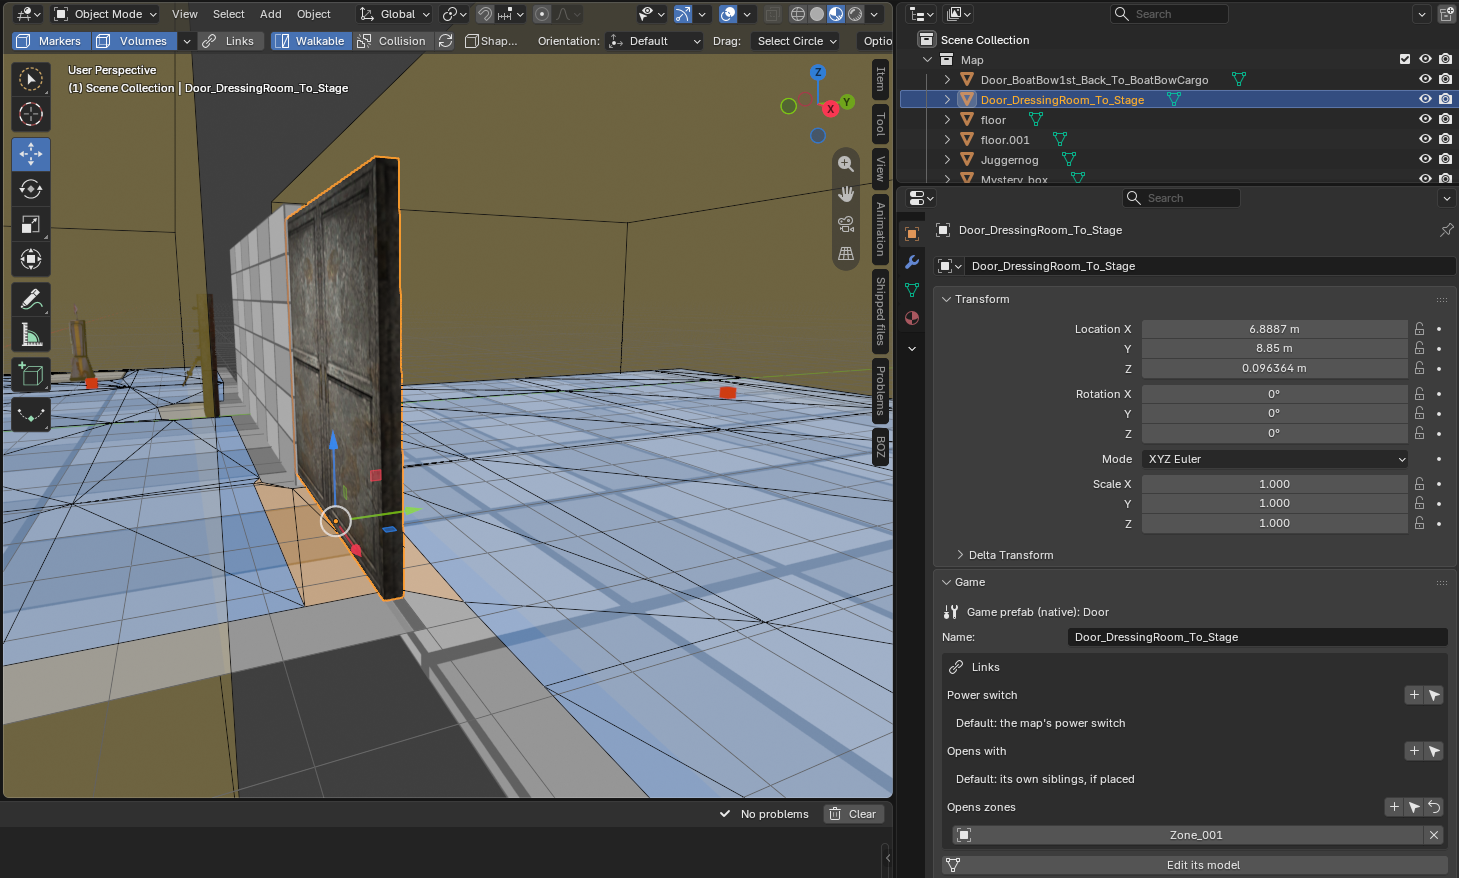 Object Mode
View
Select
Add
Object
Global
Search
Markers
Volumes
Links
Walkable
Collision
Shap...
Orientation:
Default
Drag:
Select Circle
Optio
User Perspective
(1) Scene Collection | Door_DressingRoom_To_Stage
Z
Y
X
Item
Tool
View
Animation
Shipped files
Problems
BOZ
No problems
Clear
Scene Collection
Map
Door_BoatBow1st_Back_To_BoatBowCargo
Door_DressingRoom_To_Stage
floor
floor.001
Juggernog
Mystery_box
Search
Door_DressingRoom_To_Stage
Door_DressingRoom_To_Stage
Transform
Location X 6.8887 m
Y 8.85 m
Z 0.096364 m
Rotation X 0°
Y 0°
Z 0°
Mode XYZ Euler
Scale X 1.000
Y 1.000
Z 1.000
Delta Transform
Game
Game prefab (native): Door
Name: Door_DressingRoom_To_Stage
Links
Power switch
Default: the map's power switch
Opens with
Default: its own siblings, if placed
Opens zones
Zone_001
Edit its model